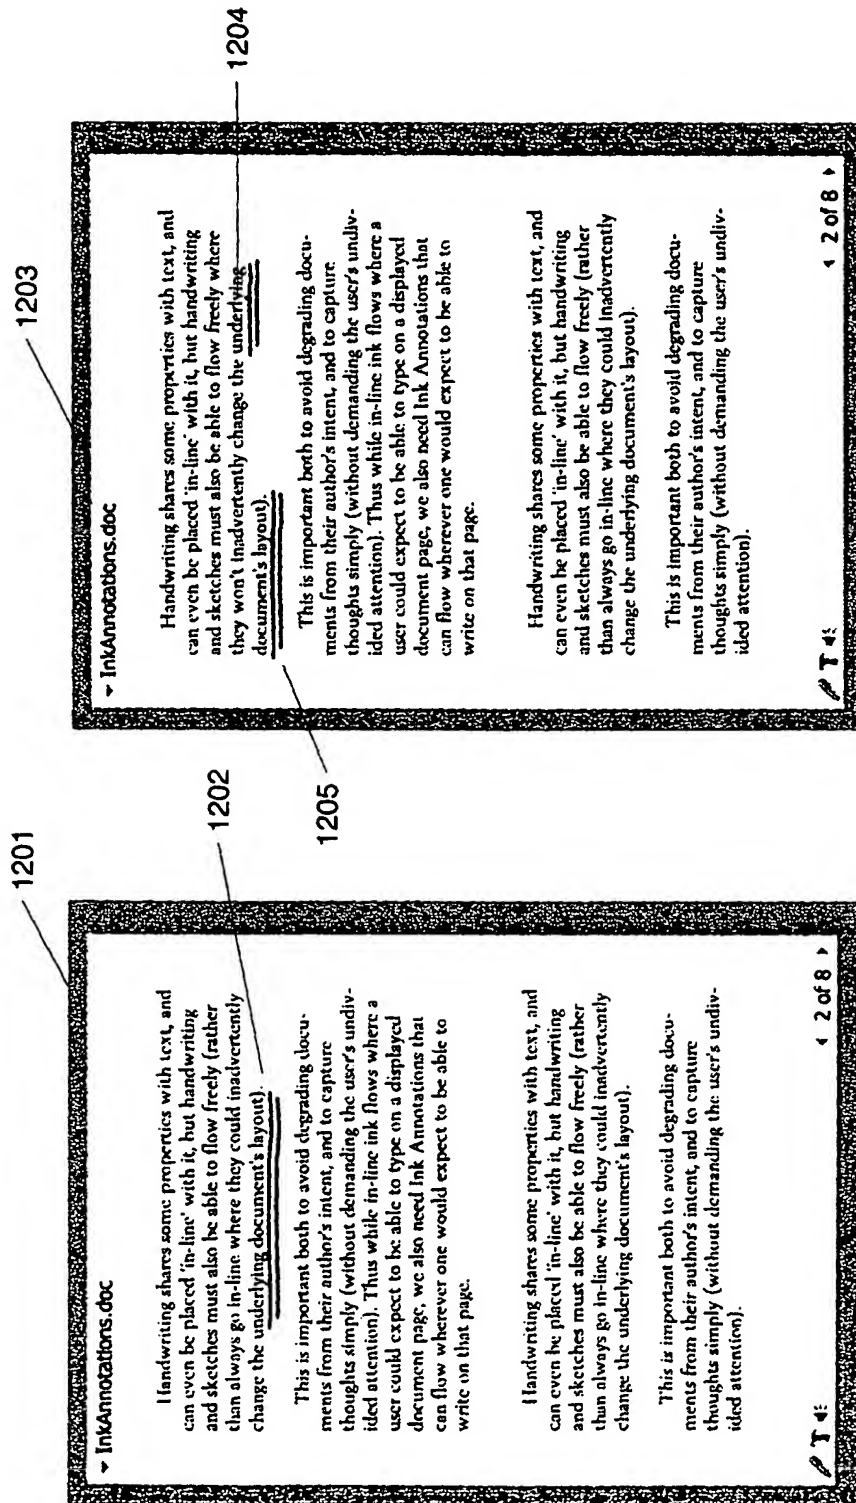 1201
1202
▾ InkAnnotations.doc
Handwriting shares some properties with text, and
can even be placed 'in-line' with it, but handwriting
and sketches must also be able to flow freely (rather
than always go in-line where they could inadvertently
change the underlying document's layout).
This is important both to avoid degrading docu-
ments from their author's intent, and to capture
thoughts simply (without demanding the user's undiv-
ided attention). Thus while in-line ink flows where a
user could expect to be able to type on a displayed
document page, we also need Ink Annotations that
can flow wherever one would expect to be able to
write on that page.
Handwriting shares some properties with text, and
can even be placed 'in-line' with it, but handwriting
and sketches must also be able to flow freely (rather
than always go in-line where they could inadvertently
change the underlying document's layout).
This is important both to avoid degrading docu-
ments from their author's intent, and to capture
thoughts simply (without demanding the user's undiv-
ided attention).
T
◂ 2 of 8 ▸
1203
1204
1205
▾ InkAnnotations.doc
Handwriting shares some properties with text, and
can even be placed 'in-line' with it, but handwriting
and sketches must also be able to flow freely where
they won't inadvertently change the underlying
document's layout).
This is important both to avoid degrading docu-
ments from their author's intent, and to capture
thoughts simply (without demanding the user's undiv-
ided attention). Thus while in-line ink flows where a
user could expect to be able to type on a displayed
document page, we also need Ink Annotations that
can flow wherever one would expect to be able to
write on that page.
Handwriting shares some properties with text, and
can even be placed 'in-line' with it, but handwriting
and sketches must also be able to flow freely (rather
than always go in-line where they could inadvertently
change the underlying document's layout).
This is important both to avoid degrading docu-
ments from their author's intent, and to capture
thoughts simply (without demanding the user's undiv-
ided attention).
T
◂ 2 of 8 ▸